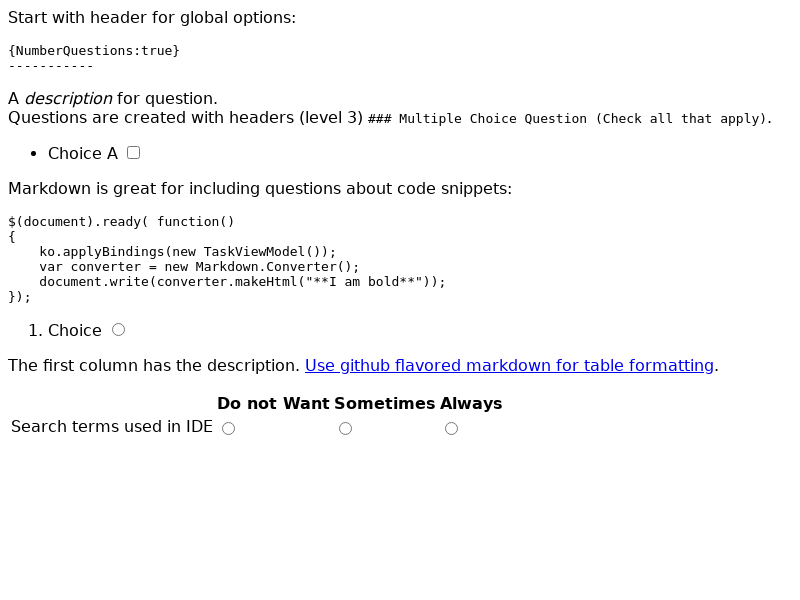 Start with header for global options:
{NumberQuestions:true}
-----------
A description for question.
Questions are created with headers (level 3) ### Multiple Choice Question (Check all that apply).
• Choice A
Markdown is great for including questions about code snippets:
$(document).ready( function()
{
    ko.applyBindings(new TaskViewModel());
    var converter = new Markdown.Converter();
    document.write(converter.makeHtml("**I am bold**"));
});
1. Choice
The first column has the description. Use github flavored markdown for table formatting.
Do not Want Sometimes Always
Search terms used in IDE